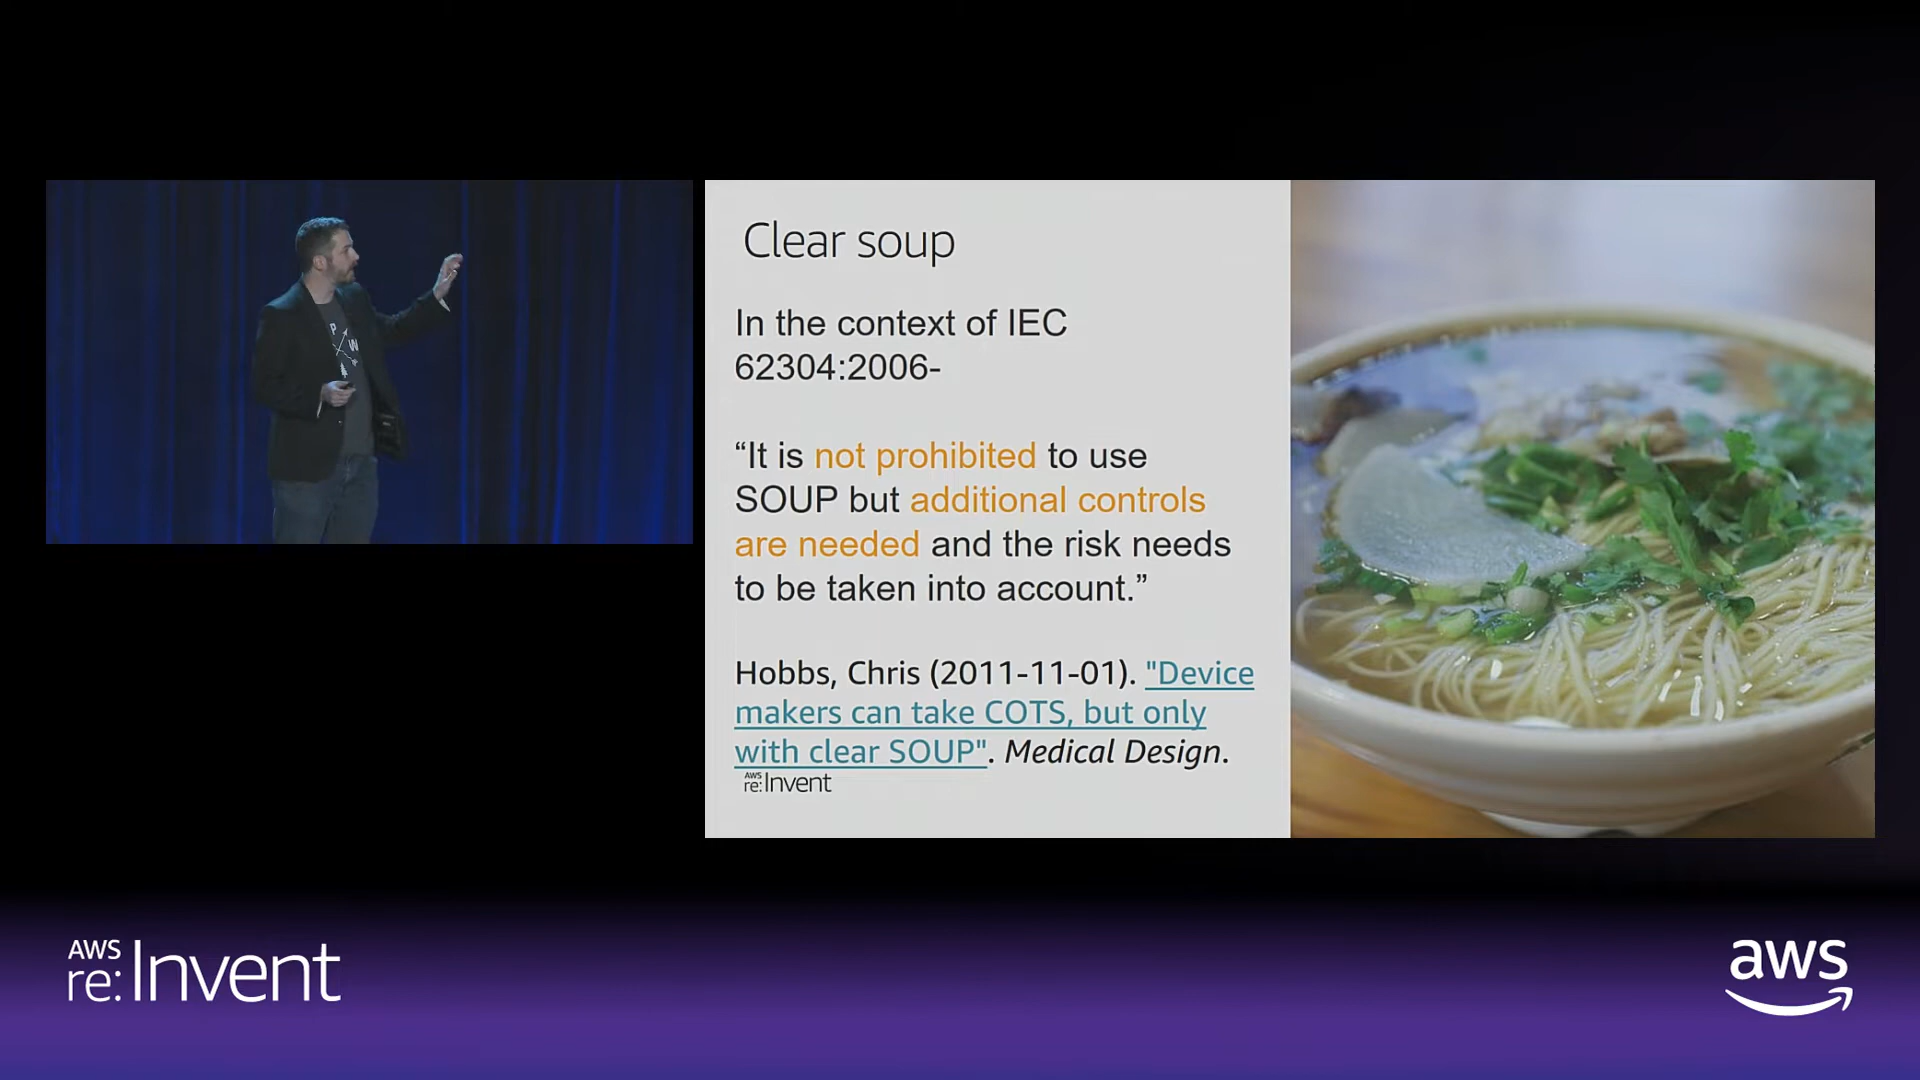 Clear soup
In the context of IEC
62304:2006-
“It is not prohibited to use
SOUP but additional controls
are needed and the risk needs
to be taken into account.”
Hobbs, Chris (2011-11-01). "Device
makers can take COTS, but only
with clear SOUP". Medical Design.
AWS
re:Invent
P
W
AWS
re:Invent
aws